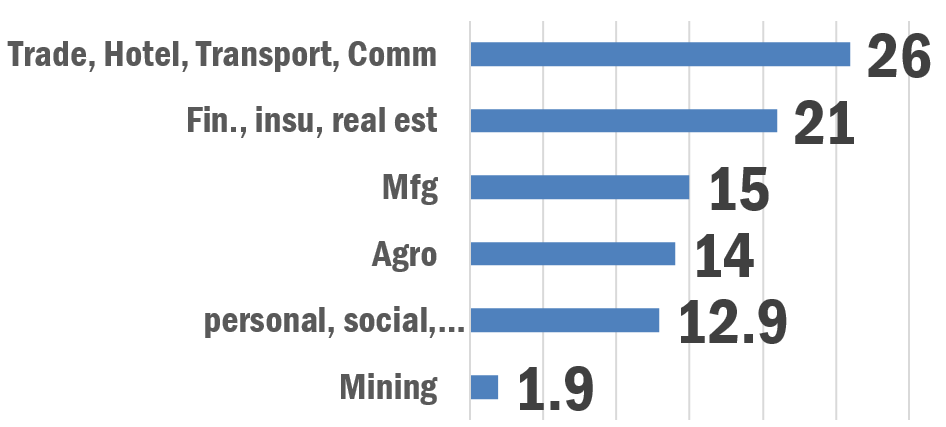 Trade, Hotel, Transport, Comm 26
Fin., insu, real est 21
Mfg 15
Agro 14
personal, social,... 12.9
Mining 1.9